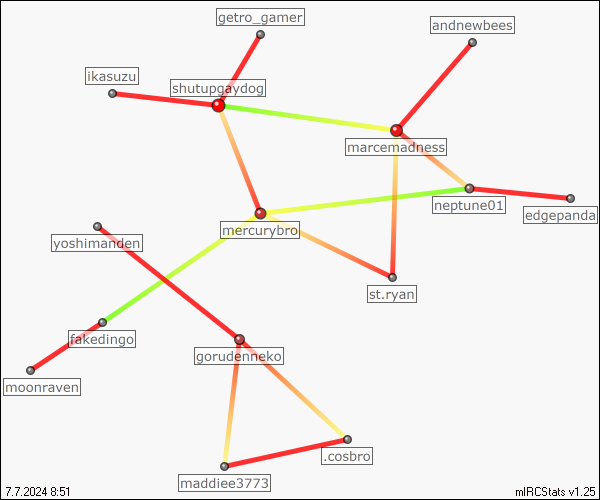 getro_gamer
andnewbees
ikasuzu
shutupgaydog
marcemadness
neptune01
edgepanda
mercurybro
yoshimanden
st.ryan
fakedingo
gorudenneko
moonraven
.cosbro
maddiee3773
7.7.2024 8:51
mIRCStats v1.25